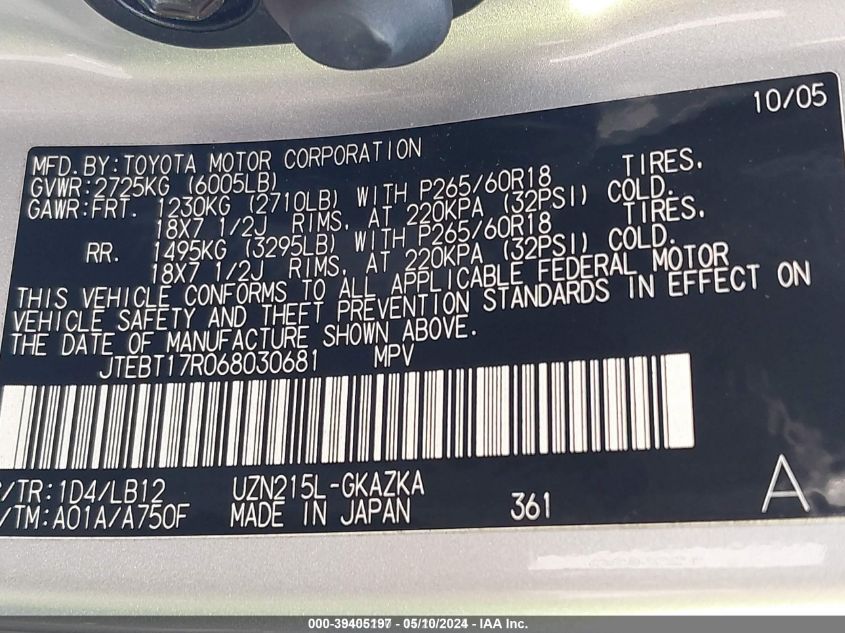 10/05
MFD.BY:TOYOTA MOTOR CORPORATION
GVWR:2725KG (6005LB)
GAWR:FRT. 1230KG (2710LB) WITH P265/60R18 TIRES,
18X7 1/2J RIMS, AT 220KPA (32PSI) COLD.
RR. 1495KG (3295LB) WITH P265/60R18 TIRES,
18X7 1/2J RIMS, AT 220KPA (32PSI) COLD.
THIS VEHICLE CONFORMS TO ALL APPLICABLE FEDERAL MOTOR
VEHICLE SAFETY AND THEFT PREVENTION STANDARDS IN EFFECT ON
THE DATE OF MANUFACTURE SHOWN ABOVE.
JTEBT17R068030681 MPV
/TR:1D4/LB12 UZN215L-GKAZKA
/TM:A01A/A750F MADE IN JAPAN 361 A
000-39405197 - 05/10/2024 - IAA Inc.